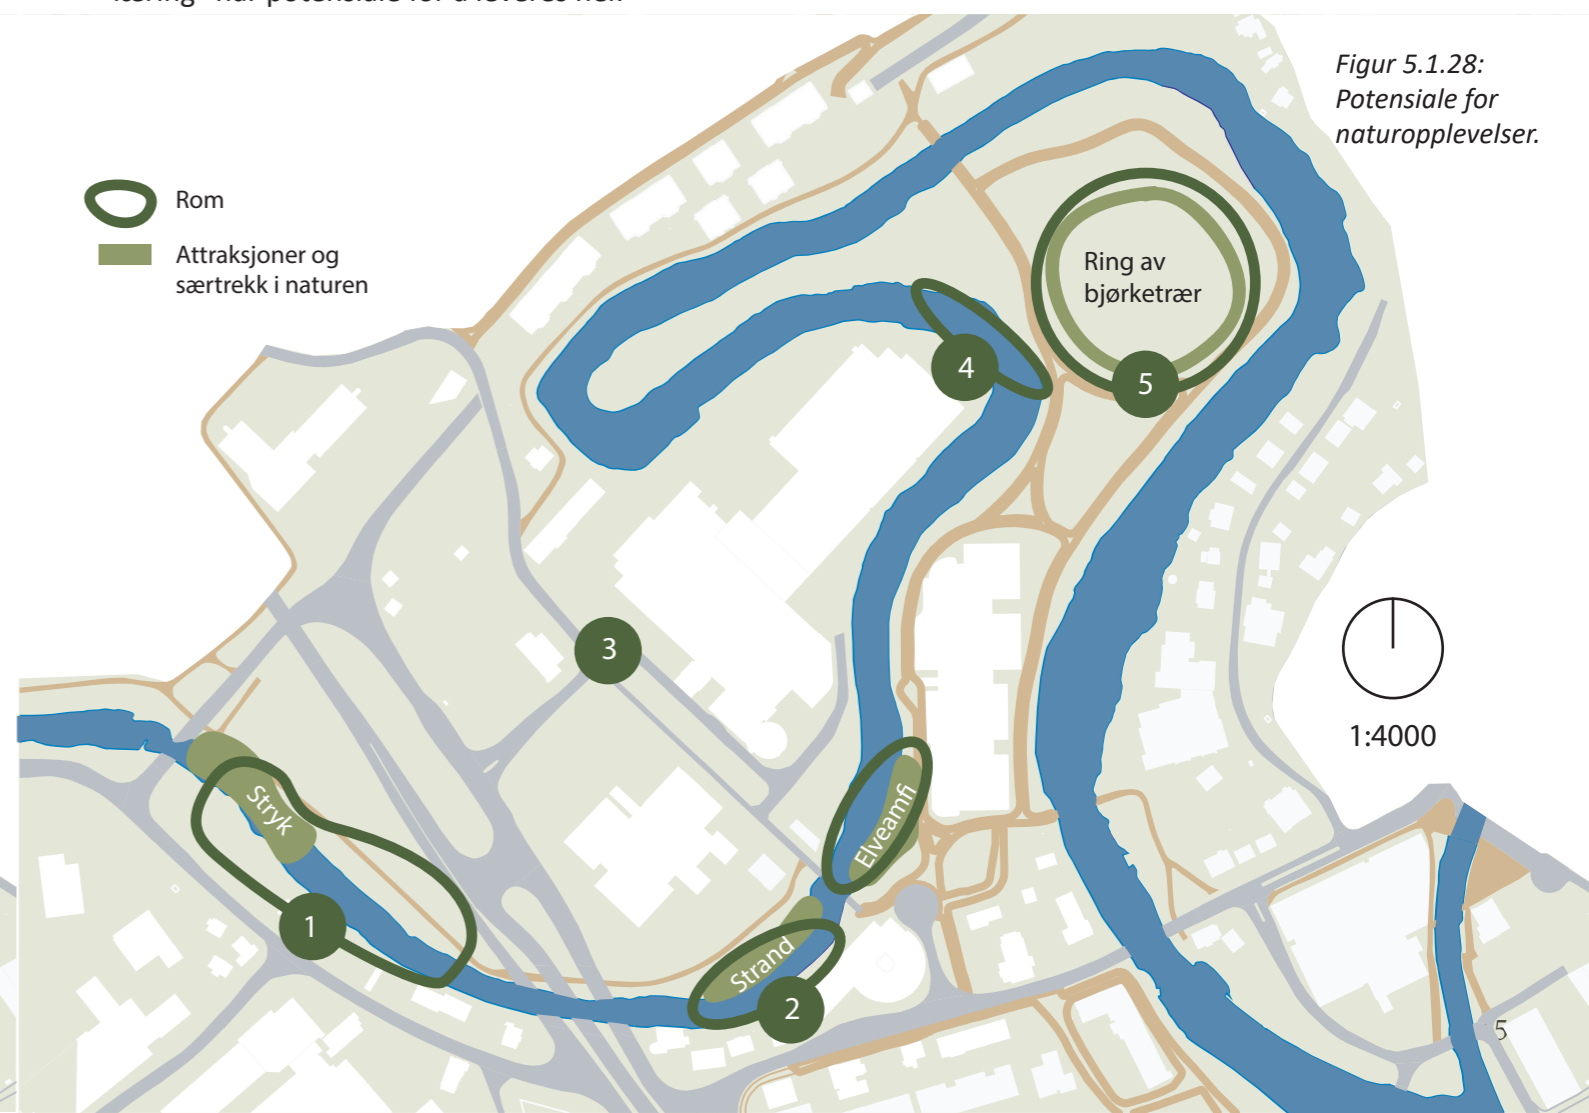 Figur 5.1.28:
Potensiale for
naturopplevelser.
Rom
Attraksjoner og
særtrekk i naturen
Ring av
bjørketrær
4
5
3
1:4000
Stryk
Elveamfi
1
Strand
2
5